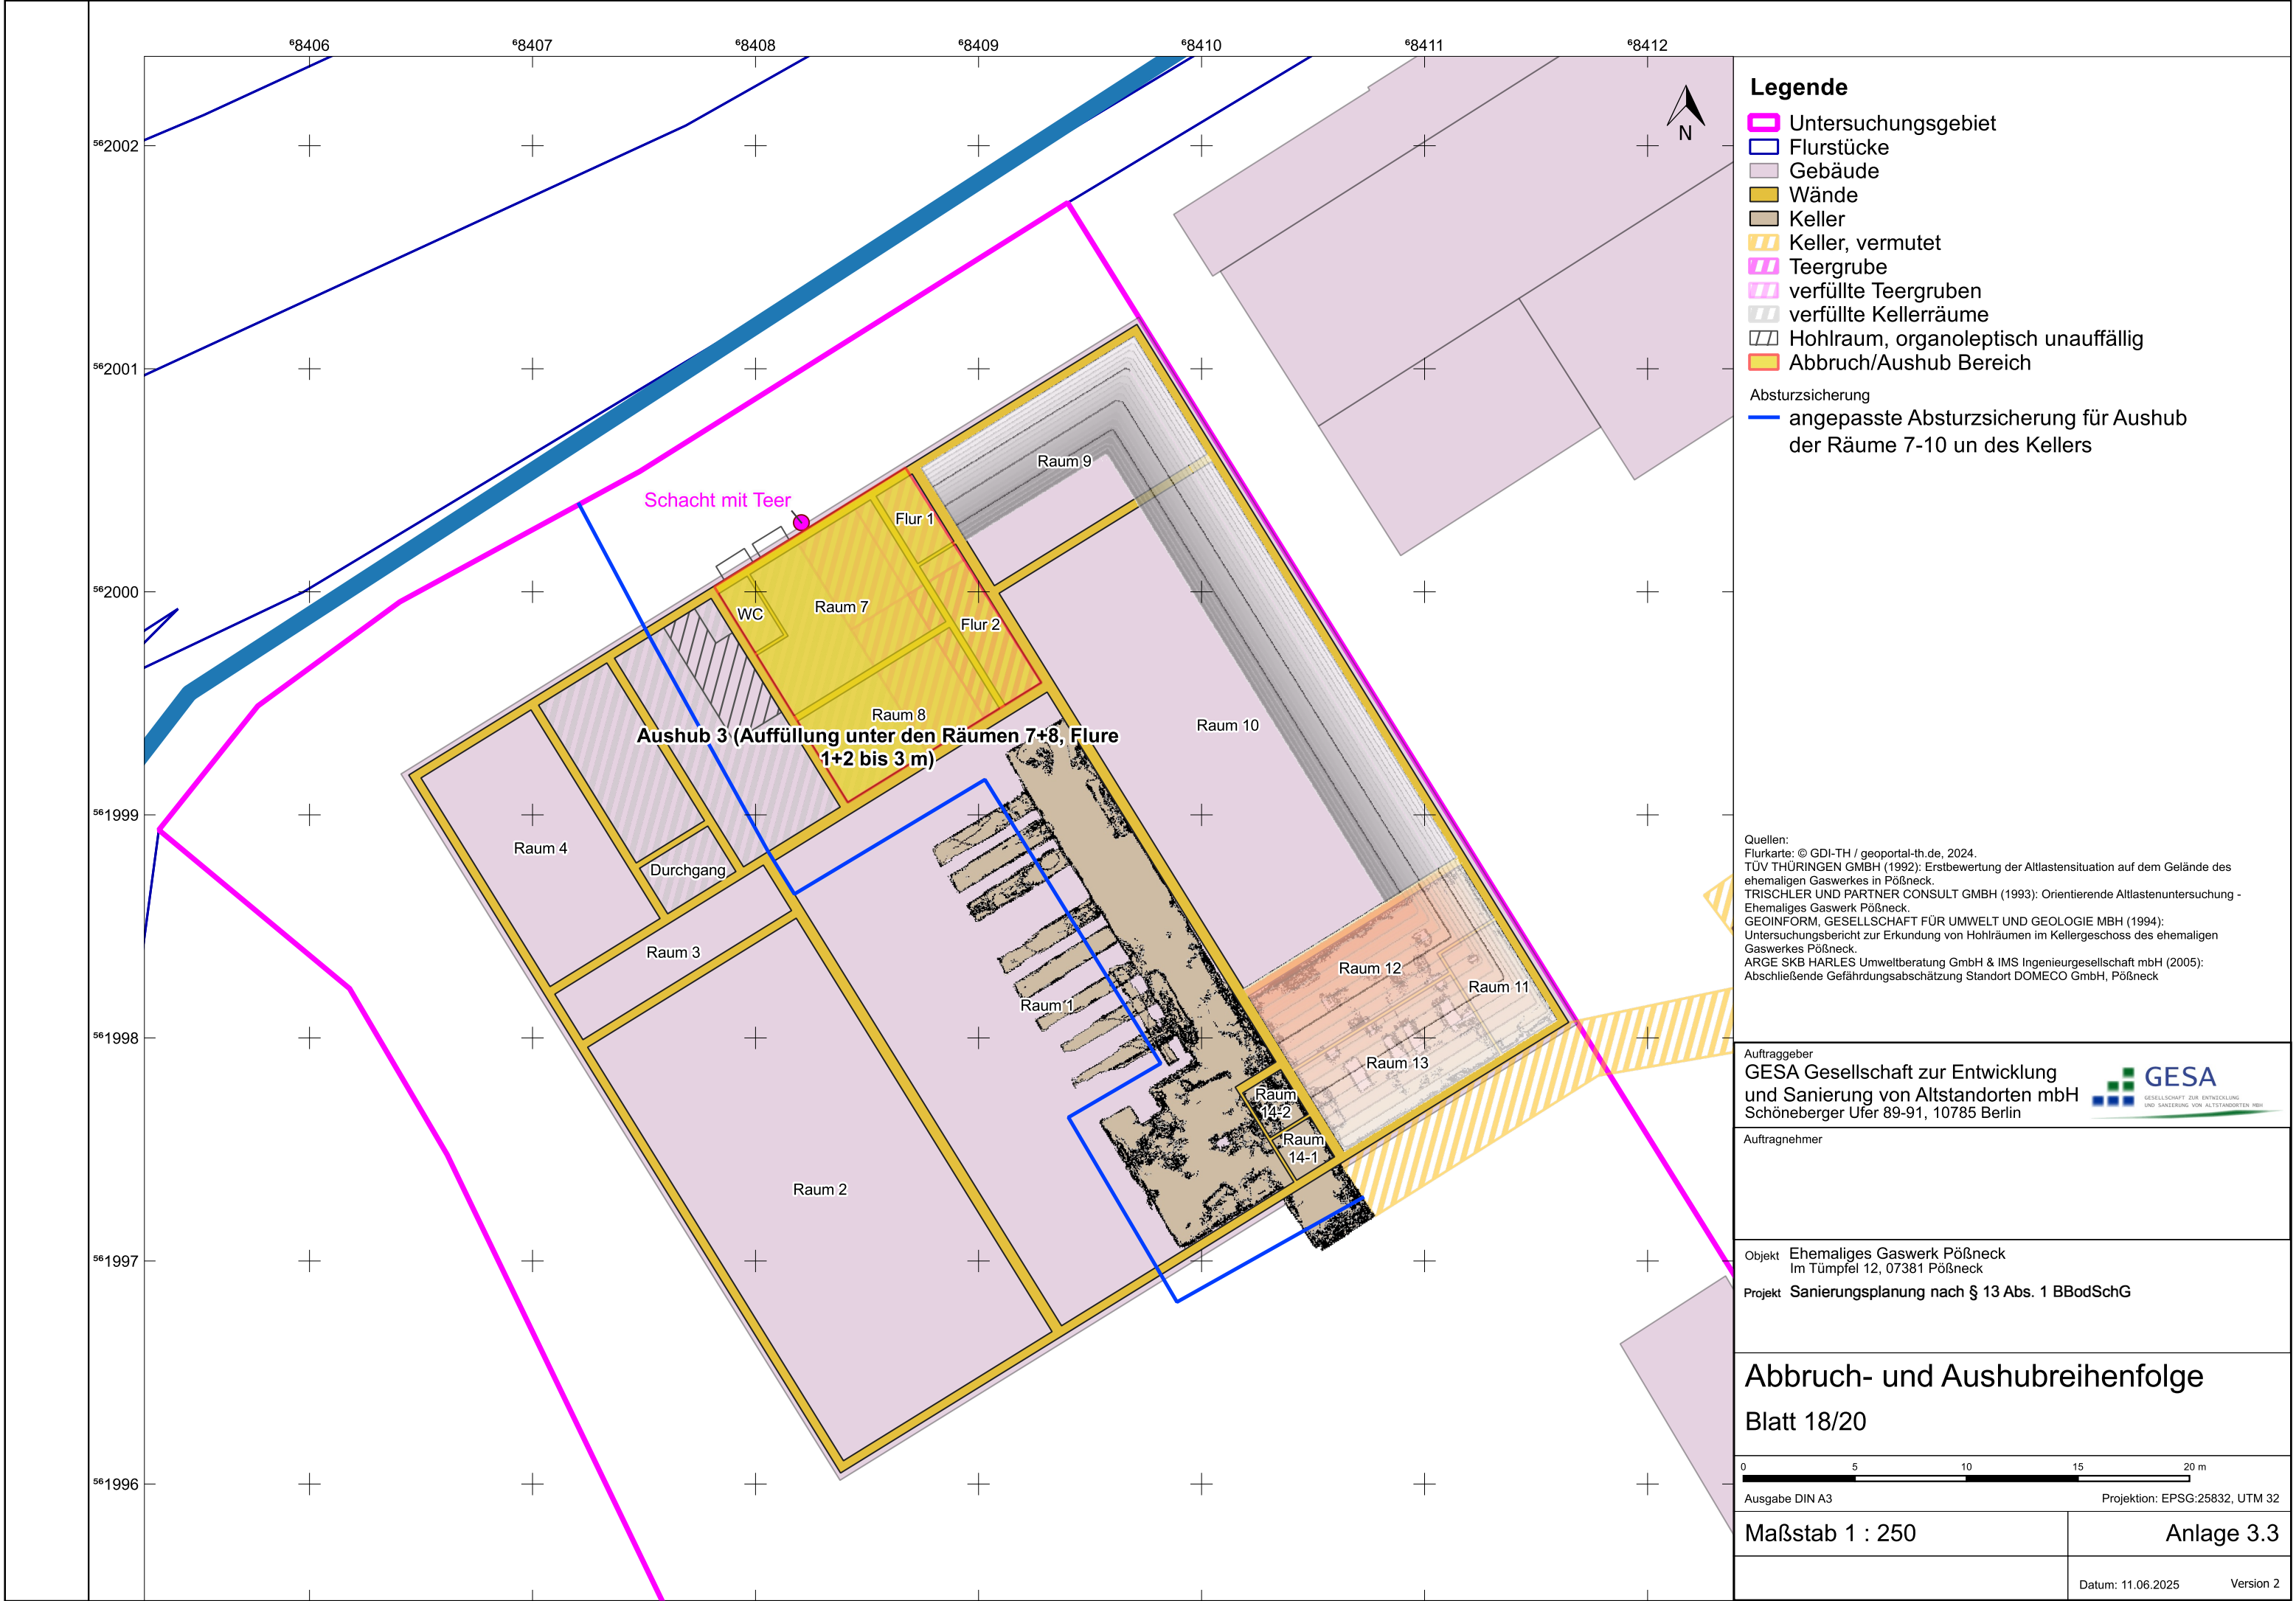 ⁶8406 ⁶8407 ⁶8408 ⁶8409 ⁶8410 ⁶8411 ⁶8412
⁵⁶2002
⁵⁶2001
⁵⁶2000
⁵⁶1999
⁵⁶1998
⁵⁶1997
⁵⁶1996
N
Schacht mit Teer
Raum 9
Flur 1
WC
Raum 7
Flur 2
Raum 8
Raum 10
Aushub 3 (Auffüllung unter den Räumen 7+8, Flure
1+2 bis 3 m)
Raum 4
Durchgang
Raum 3
Raum 1
Raum 12
Raum 11
Raum 13
Raum
14-2
Raum
14-1
Raum 2
Legende
Untersuchungsgebiet
Flurstücke
Gebäude
Wände
Keller
Keller, vermutet
Teergrube
verfüllte Teergruben
verfüllte Kellerräume
Hohlraum, organoleptisch unauffällig
Abbruch/Aushub Bereich
Absturzsicherung
angepasste Absturzsicherung für Aushub
der Räume 7-10 un des Kellers
Quellen:
Flurkarte: © GDI-TH / geoportal-th.de, 2024.
TÜV THÜRINGEN GMBH (1992): Erstbewertung der Altlastensituation auf dem Gelände des
ehemaligen Gaswerkes in Pößneck.
TRISCHLER UND PARTNER CONSULT GMBH (1993): Orientierende Altlastenuntersuchung -
Ehemaliges Gaswerk Pößneck.
GEOINFORM, GESELLSCHAFT FÜR UMWELT UND GEOLOGIE MBH (1994):
Untersuchungsbericht zur Erkundung von Hohlräumen im Kellergeschoss des ehemaligen
Gaswerkes Pößneck.
ARGE SKB HARLES Umweltberatung GmbH & IMS Ingenieurgesellschaft mbH (2005):
Abschließende Gefährdungsabschätzung Standort DOMECO GmbH, Pößneck
Auftraggeber
GESA Gesellschaft zur Entwicklung
und Sanierung von Altstandorten mbH
Schöneberger Ufer 89-91, 10785 Berlin
GESA
GESELLSCHAFT ZUR ENTWICKLUNG
UND SANIERUNG VON ALTSTANDORTEN MBH
Auftragnehmer
Objekt Ehemaliges Gaswerk Pößneck
Im Tümpfel 12, 07381 Pößneck
Projekt Sanierungsplanung nach § 13 Abs. 1 BBodSchG
Abbruch- und Aushubreihenfolge
Blatt 18/20
0 5 10 15 20 m
Ausgabe DIN A3 Projektion: EPSG:25832, UTM 32
Maßstab 1 : 250 Anlage 3.3
Datum: 11.06.2025 Version 2